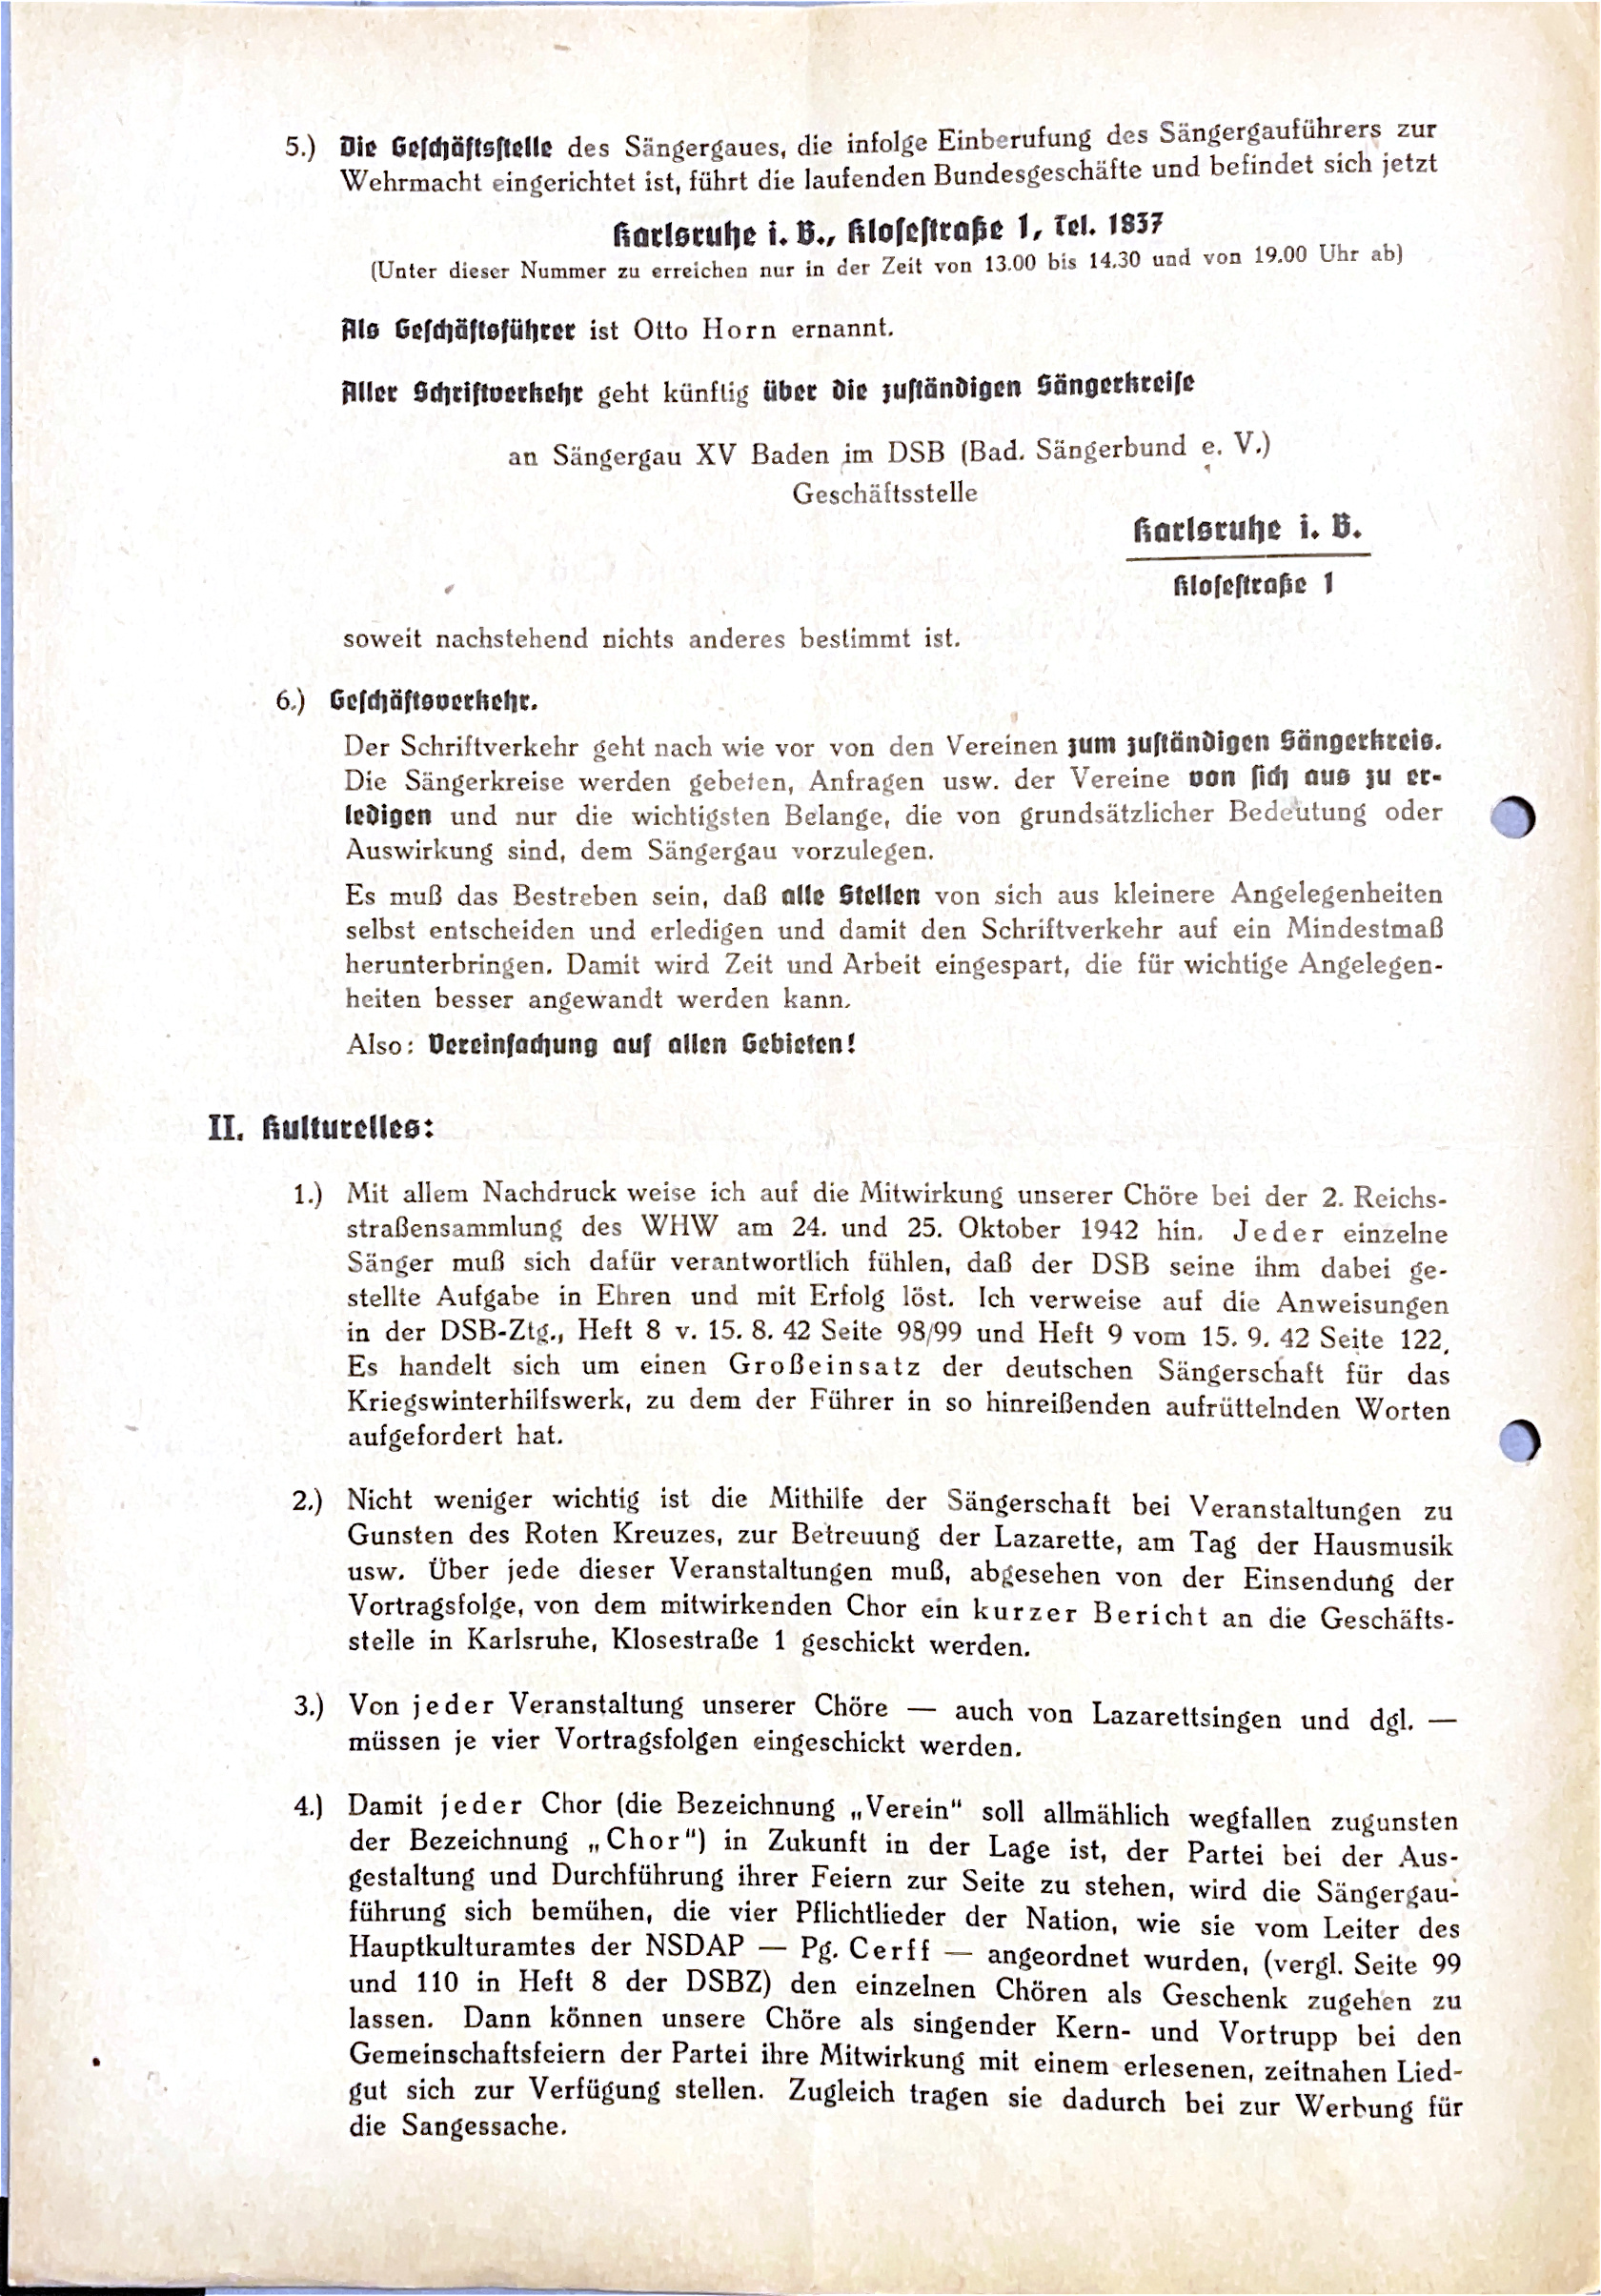 5.) Die Geschäftsstelle des Sängergaues, die infolge Einberufung des Sängergauführers zur
Wehrmacht eingerichtet ist, führt die laufenden Bundesgeschäfte und befindet sich jetzt
Karlsruhe i. B., Klosestraße 1, Tel. 1837
(Unter dieser Nummer zu erreichen nur in der Zeit von 13.00 bis 14.30 und von 19.00 Uhr ab)
Als Geschäftsführer ist Otto Horn ernannt.
Aller Schriftverkehr geht künftig über die zuständigen Sängerkreise
an Sängergau XV Baden im DSB (Bad. Sängerbund e. V.)
Geschäftsstelle
Karlsruhe i. B.
Klosestraße 1
soweit nachstehend nichts anderes bestimmt ist.
6.) Geschäftsverkehr.
Der Schriftverkehr geht nach wie vor von den Vereinen zum zuständigen Sängerkreis.
Die Sängerkreise werden gebeten, Anfragen usw. der Vereine von sich aus zu er-
ledigen und nur die wichtigsten Belange, die von grundsätzlicher Bedeutung oder
Auswirkung sind, dem Sängergau vorzulegen.
Es muß das Bestreben sein, daß alle Stellen von sich aus kleinere Angelegenheiten
selbst entscheiden und erledigen und damit den Schriftverkehr auf ein Mindestmaß
herunterbringen. Damit wird Zeit und Arbeit eingespart, die für wichtige Angelegen-
heiten besser angewandt werden kann.
Also: Vereinfachung auf allen Gebieten!
II. Kulturelles:
1.) Mit allem Nachdruck weise ich auf die Mitwirkung unserer Chöre bei der 2. Reichs-
straßensammlung des WHW am 24. und 25. Oktober 1942 hin. Jeder einzelne
Sänger muß sich dafür verantwortlich fühlen, daß der DSB seine ihm dabei ge-
stellte Aufgabe in Ehren und mit Erfolg löst. Ich verweise auf die Anweisungen
in der DSB-Ztg., Heft 8 v. 15. 8. 42 Seite 98/99 und Heft 9 vom 15. 9. 42 Seite 122.
Es handelt sich um einen Großeinsatz der deutschen Sängerschaft für das
Kriegswinterhilfswerk, zu dem der Führer in so hinreißenden aufrüttelnden Worten
aufgefordert hat.
2.) Nicht weniger wichtig ist die Mithilfe der Sängerschaft bei Veranstaltungen zu
Gunsten des Roten Kreuzes, zur Betreuung der Lazarette, am Tag der Hausmusik
usw. Über jede dieser Veranstaltungen muß, abgesehen von der Einsendung der
Vortragsfolge, von dem mitwirkenden Chor ein kurzer Bericht an die Geschäfts-
stelle in Karlsruhe, Klosestraße 1 geschickt werden.
3.) Von jeder Veranstaltung unserer Chöre — auch von Lazarettsingen und dgl. —
müssen je vier Vortragsfolgen eingeschickt werden.
4.) Damit jeder Chor (die Bezeichnung „Verein“ soll allmählich wegfallen zugunsten
der Bezeichnung „Chor“) in Zukunft in der Lage ist, der Partei bei der Aus-
gestaltung und Durchführung ihrer Feiern zur Seite zu stehen, wird die Sängergau-
führung sich bemühen, die vier Pflichtlieder der Nation, wie sie vom Leiter des
Hauptkulturamtes der NSDAP — Pg. Cerff — angeordnet wurden, (vergl. Seite 99
und 110 in Heft 8 der DSBZ) den einzelnen Chören als Geschenk zugehen zu
lassen. Dann können unsere Chöre als singender Kern- und Vortrupp bei den
Gemeinschaftsfeiern der Partei ihre Mitwirkung mit einem erlesenen, zeitnahen Lied-
gut sich zur Verfügung stellen. Zugleich tragen sie dadurch bei zur Werbung für
die Sangessache.